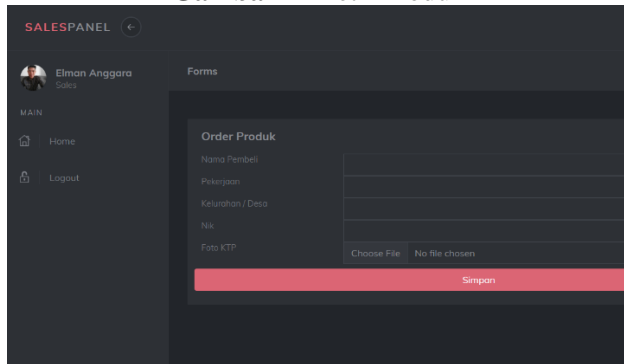 SALESPANEL
Elman Anggara
Sales
MAIN
Home
Logout
Forms
Order Produk
Nama Pembeli
Pekerjaan
Kelurahan / Desa
Nik
Foto KTP
Choose File No file chosen
Simpan